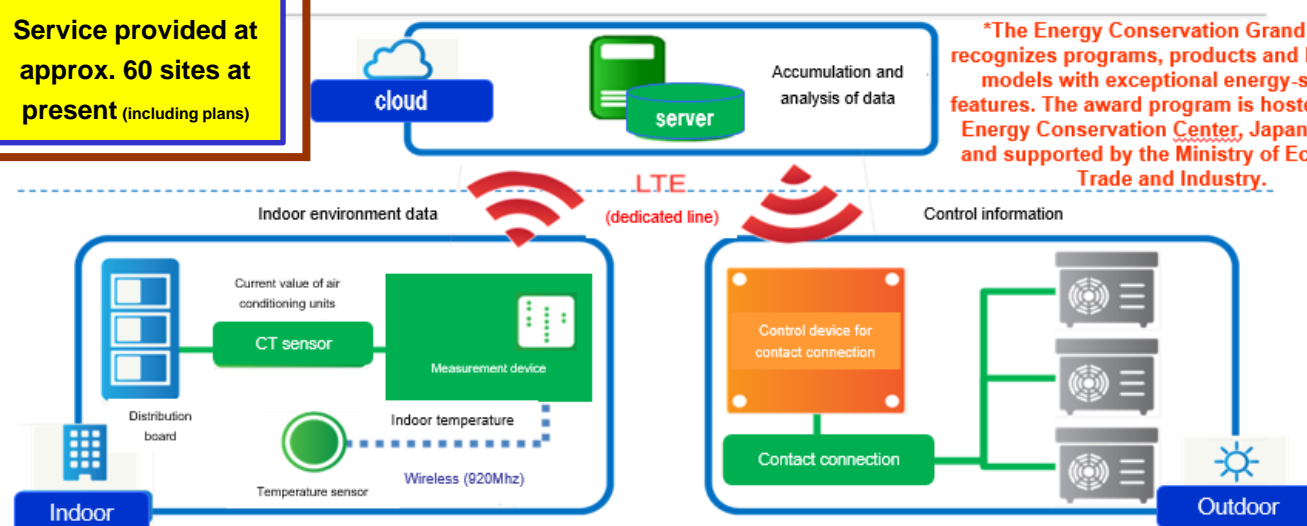 Service provided at
approx. 60 sites at
present (including plans)
*The Energy Conservation Grand
recognizes programs, products and
models with exceptional energy-s
features. The award program is hoste
Energy Conservation Center, Japan
and supported by the Ministry of Ec
Trade and Industry.
cloud
server
Accumulation and
analysis of data
LTE
(dedicated line)
Indoor environment data
Control information
Current value of air
conditioning units
CT sensor
Measurement device
Distribution
board
Indoor temperature
Temperature sensor
Wireless (920Mhz)
Indoor
Control device for
contact connection
Contact connection
Outdoor